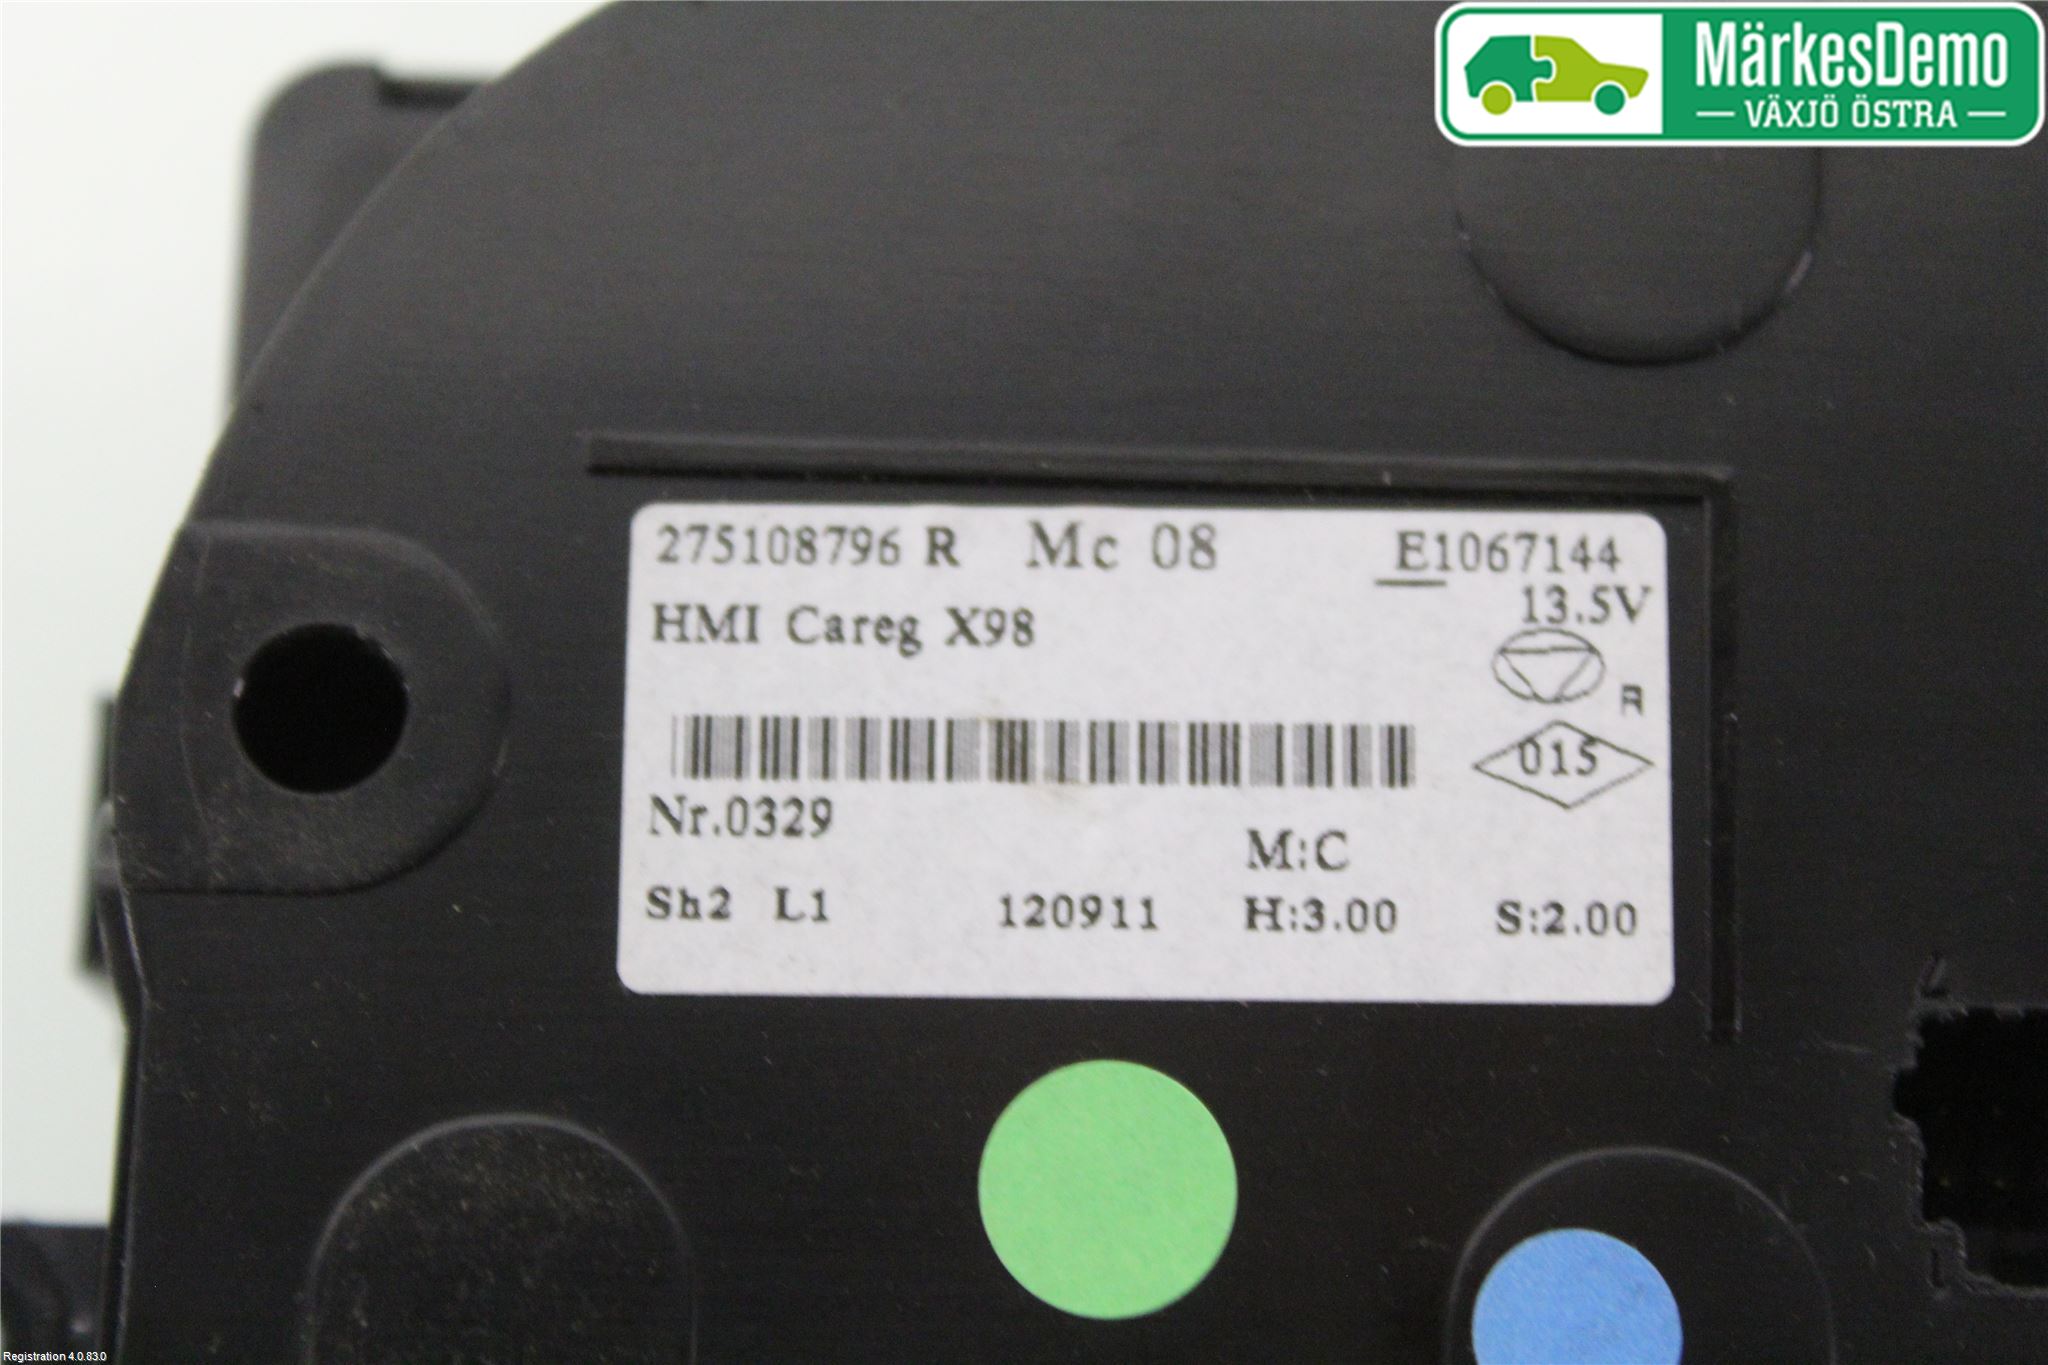 MärkesDemo
VÄXJÖ ÖSTRA
275108796 R Mc 08 E1067144
13.5V
HMI Careg X98
R
015
Nr.0329
M:C
Sh2 L1 120911 H:3.00 S:2.00
Registration 4.0.83.0